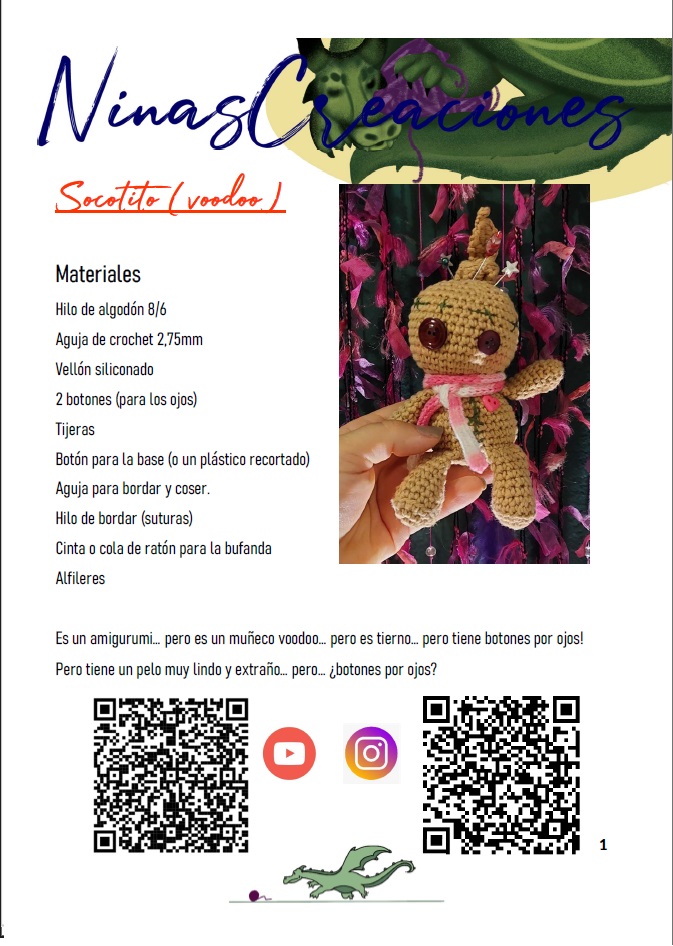 NinasCreaciones
Socotito (voodoo)
Materiales
Hilo de algodón 8/6
Aguja de crochet 2,75mm
Vellón siliconado
2 botones (para los ojos)
Tijeras
Botón para la base (o un plástico recortado)
Aguja para bordar y coser.
Hilo de bordar (suturas)
Cinta o cola de ratón para la bufanda
Alfileres
Es un amigurumi... pero es un muñeco voodoo... pero es tierno... pero tiene botones por ojos!
Pero tiene un pelo muy lindo y extraño... pero... ¿botones por ojos?
1